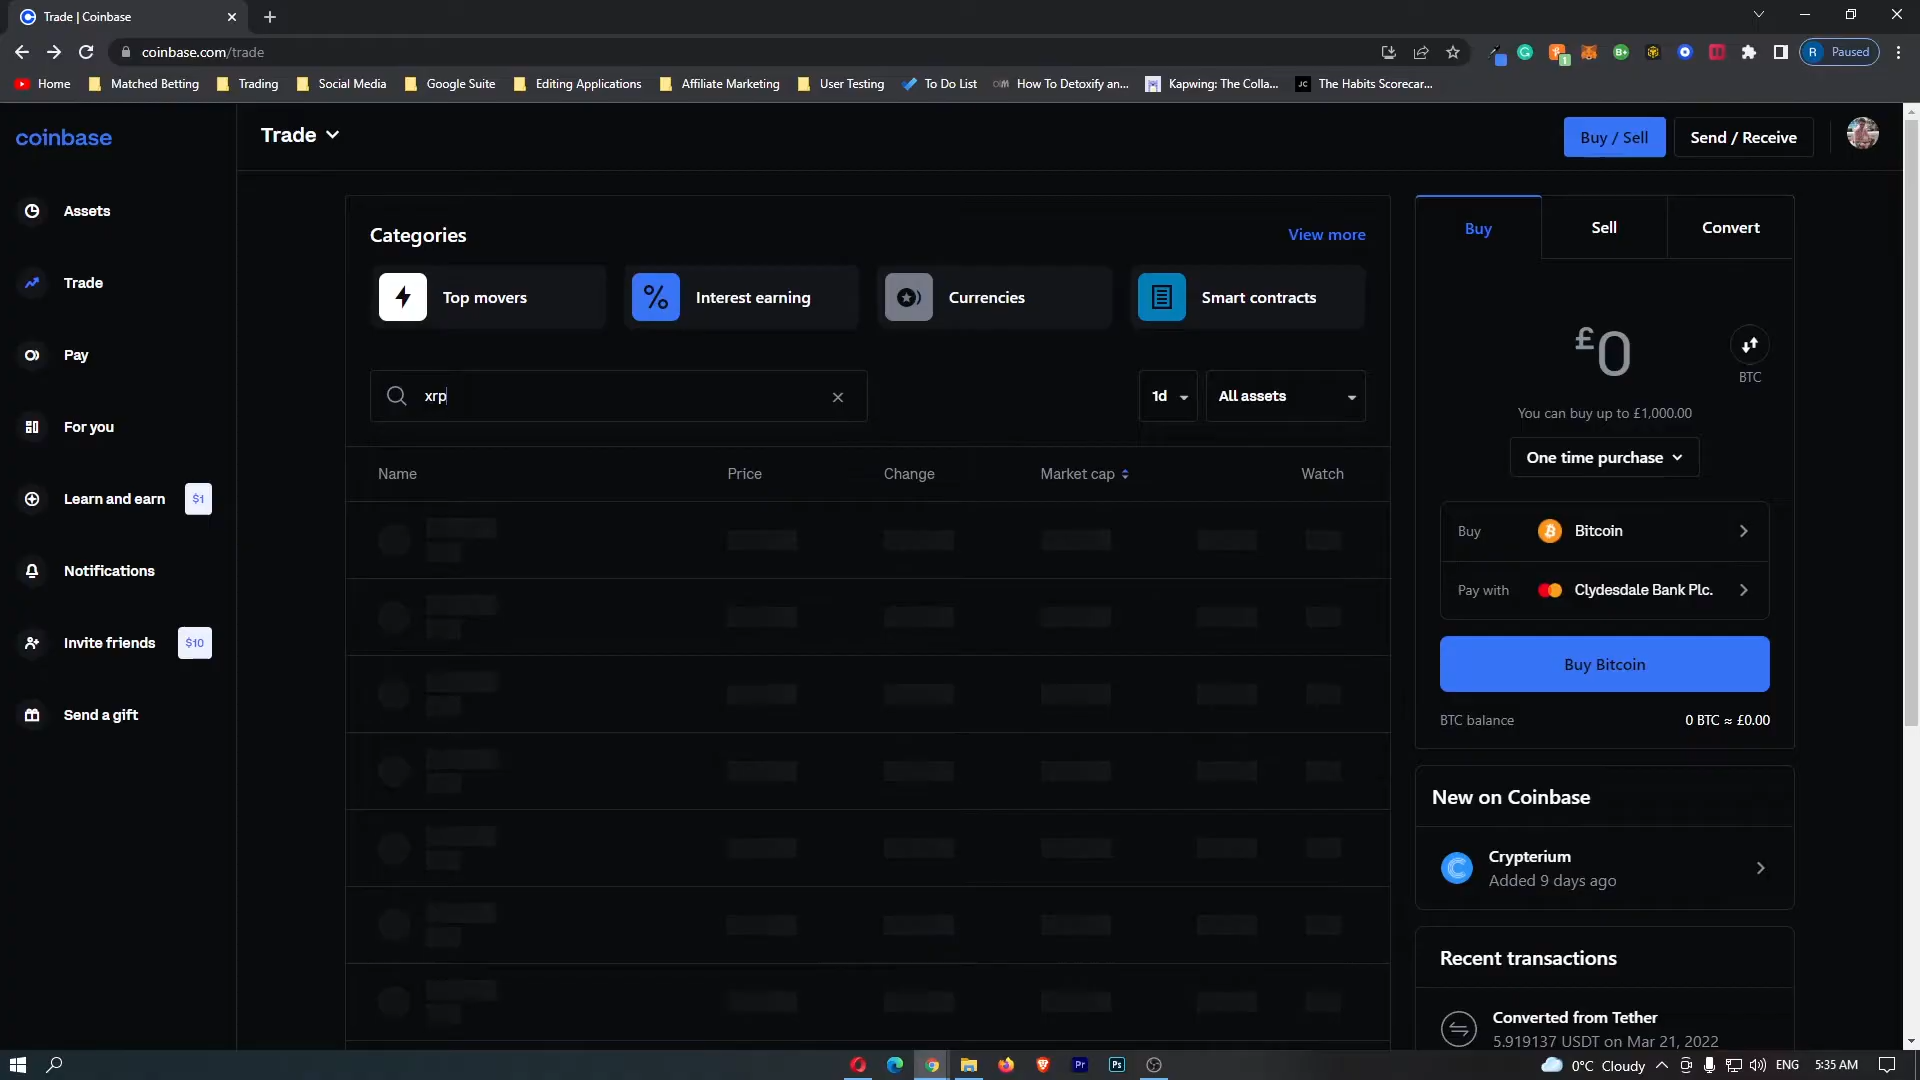 Trade | Coinbase
coinbase.com/trade
1
R Paused
Home
Matched Betting
Trading
Social Media
Google Suite
Editing Applications
Affiliate Marketing
User Testing
To Do List
How To Detoxify an...
Kapwing: The Colla...
JC The Habits Scorecar...
coinbase
Trade
Buy / Sell
Send / Receive
Assets
Trade
Pay
For you
Learn and earn $1
Notifications
Invite friends $10
Send a gift
Categories
View more
Top movers
Interest earning
Currencies
Smart contracts
xrp
1d
All assets
Name Price Change Market cap Watch
Buy Sell Convert
£0
BTC
You can buy up to £1,000.00
One time purchase
Buy Bitcoin
Pay with Clydesdale Bank Plc.
Buy Bitcoin
BTC balance 0 BTC ≈ £0.00
New on Coinbase
Crypterium
Added 9 days ago
Recent transactions
Converted from Tether
5.919137 USDT on Mar 21, 2022
Pr
Ps
0°C Cloudy
ENG
5:35 AM